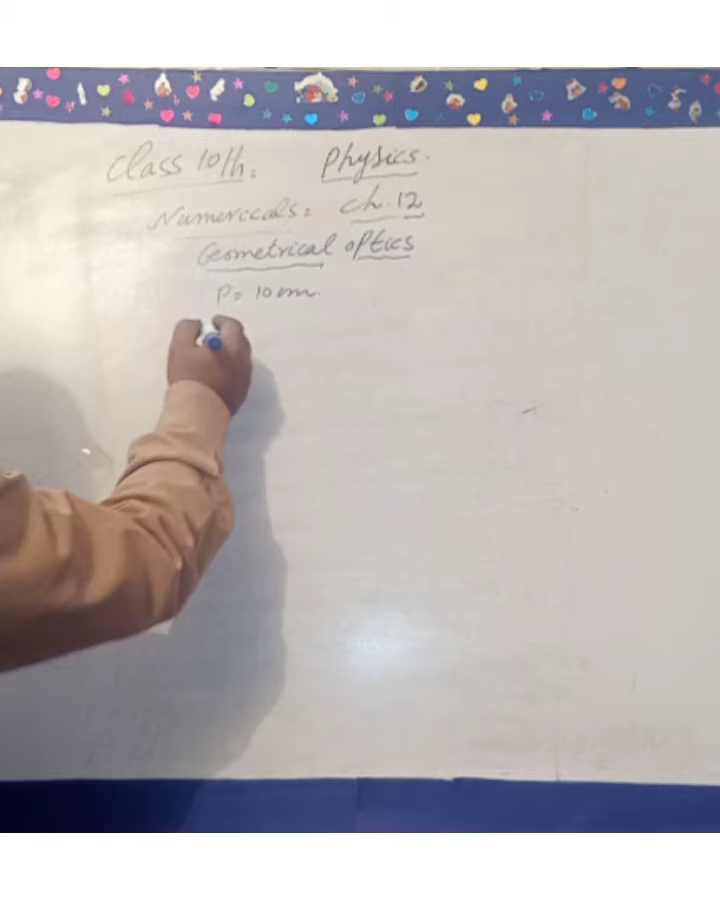 Class 10th: Physics.
Numericals: Ch. 12
Geometrical optics
P = 10 cm.